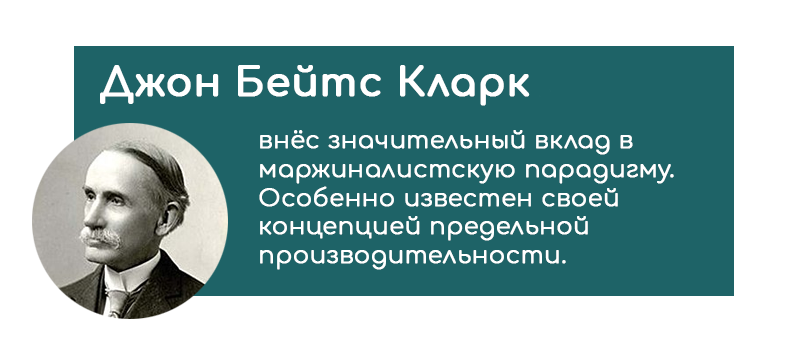 Джон Бейтс Кларк
внёс значительный вклад в
маржиналистскую парадигму.
Особенно известен своей
концепцией предельной
производительности.